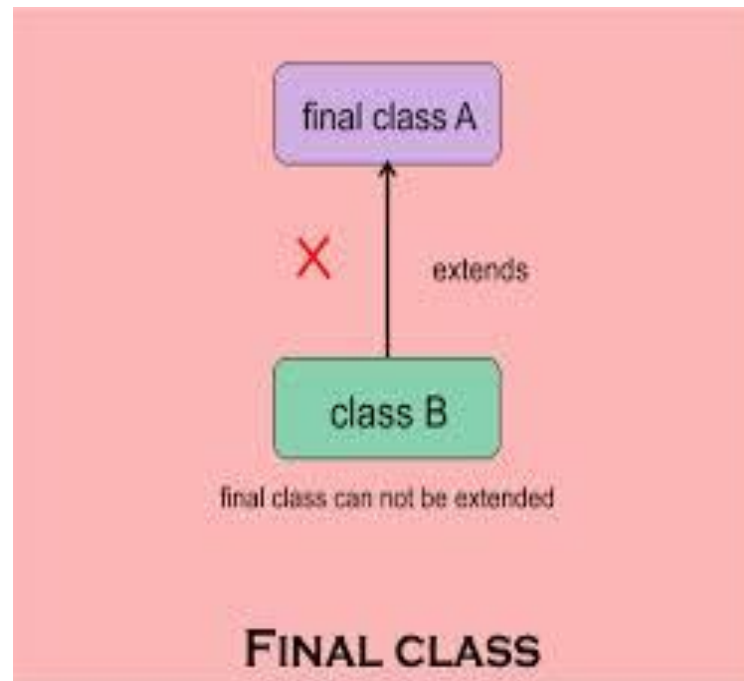 final class A
X
extends
class B
final class can not be extended
FINAL CLASS